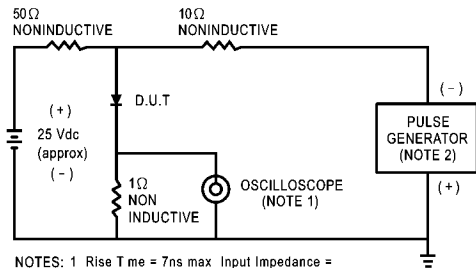 50Ω
NONINDUCTIVE
10Ω
NONINDUCTIVE
(+)
25 Vdc
(approx)
(−)
D.U.T
1Ω
NON
INDUCTIVE
OSCILLOSCOPE
(NOTE 1)
(−)
PULSE
GENERATOR
(NOTE 2)
(+)
NOTES: 1 Rise T me = 7ns max Input Impedance =